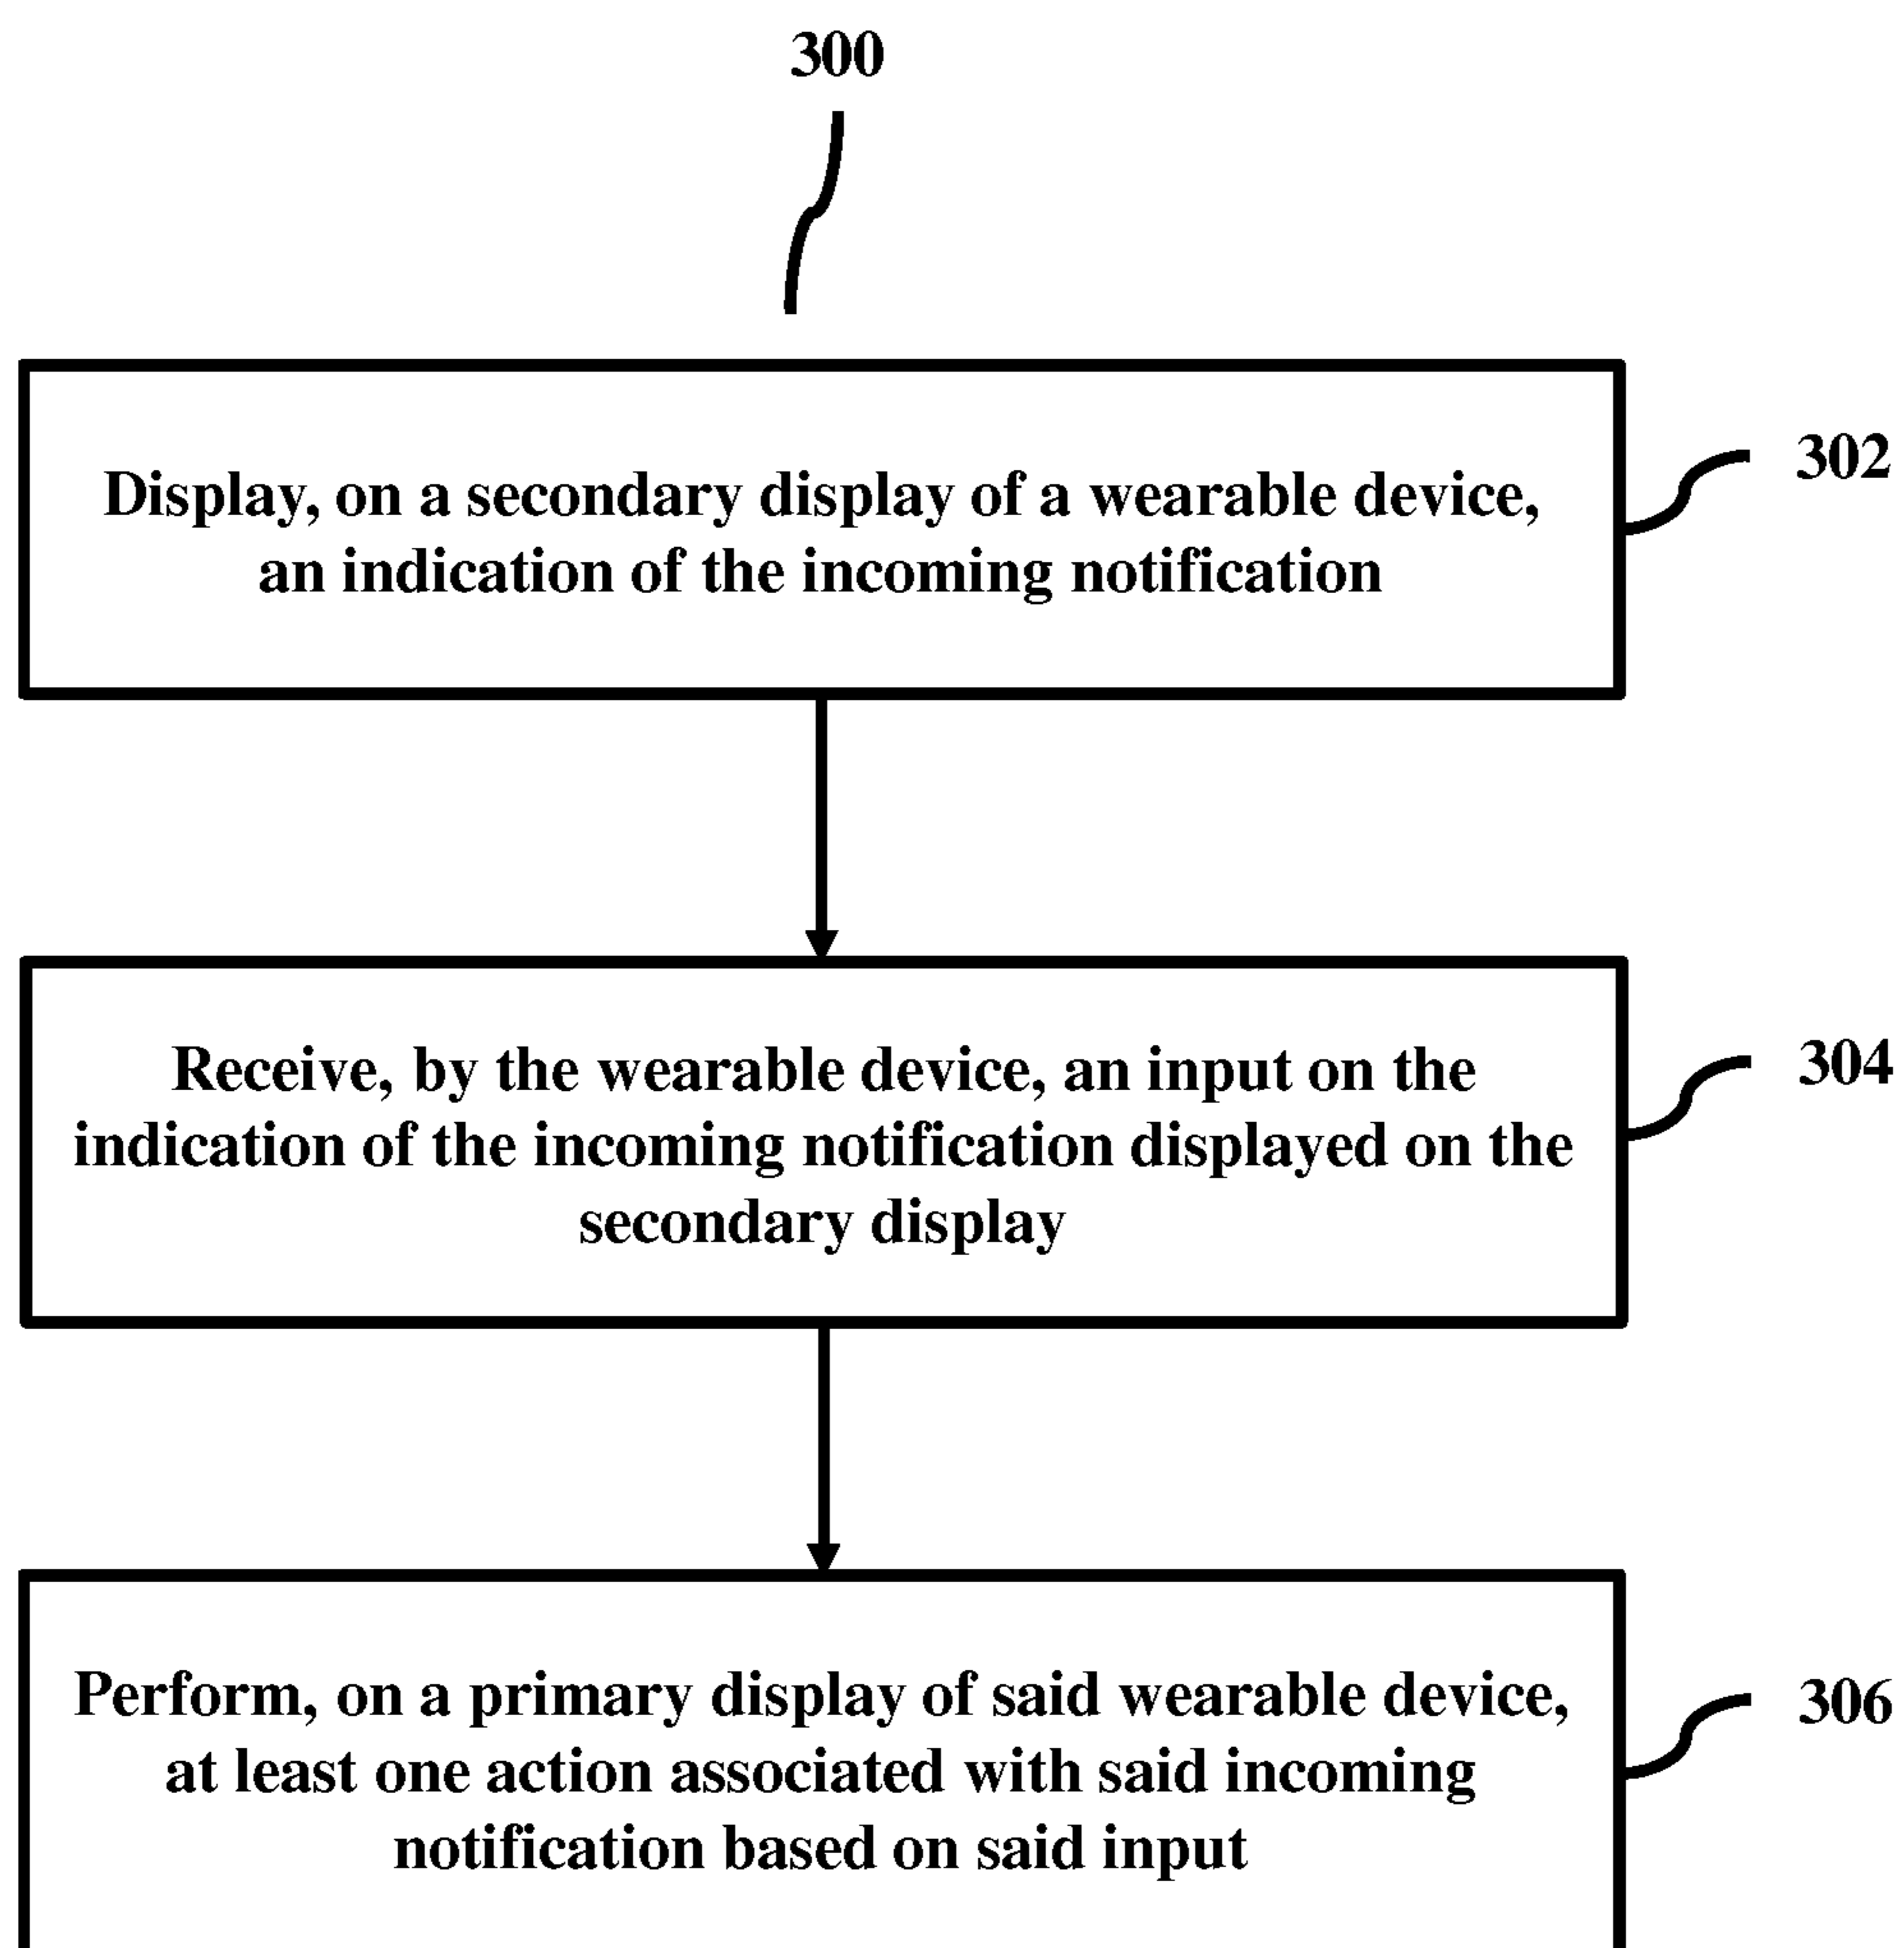 300
Display, on a secondary display of a wearable device,
an indication of the incoming notification
302
Receive, by the wearable device, an input on the
indication of the incoming notification displayed on the
secondary display
304
Perform, on a primary display of said wearable device,
at least one action associated with said incoming
notification based on said input
306